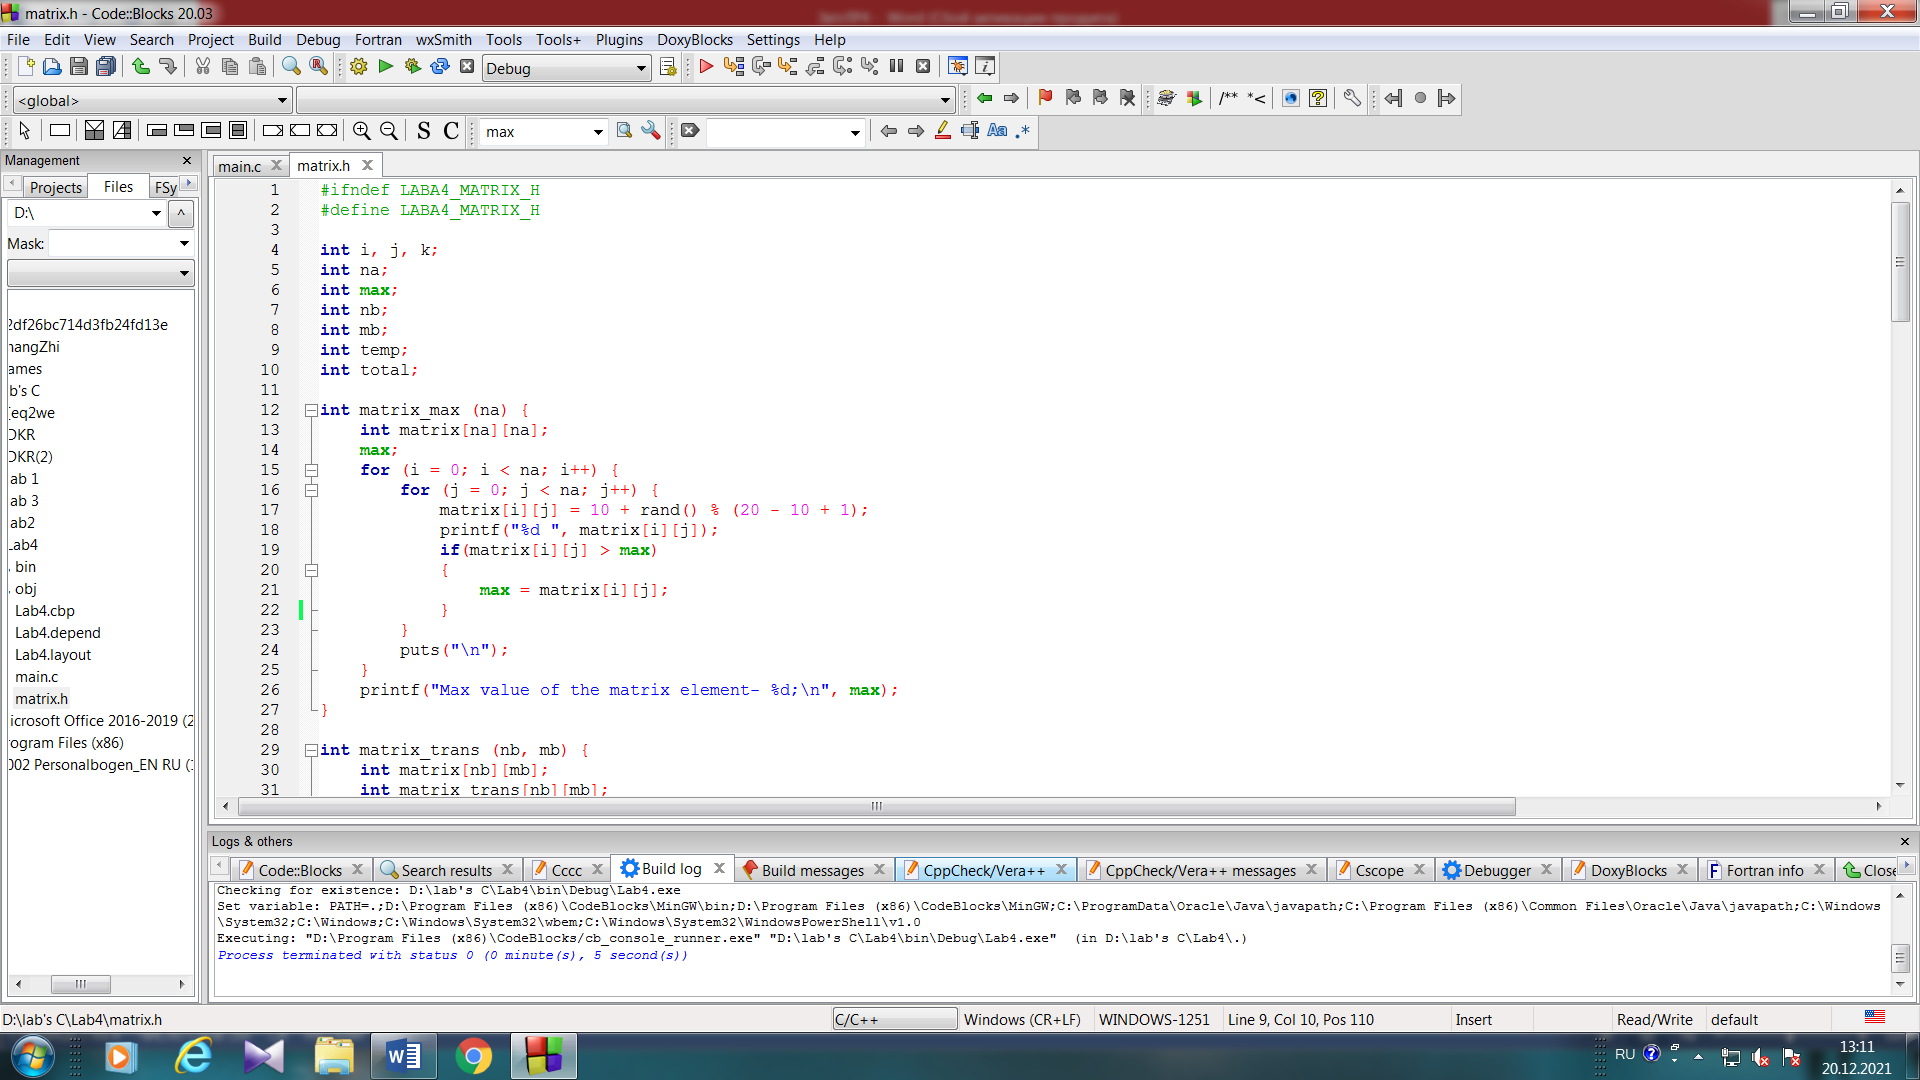 matrix.h - Code::Blocks 20.03
File Edit View Search Project Build Debug Fortran wxSmith Tools Tools+ Plugins DoxyBlocks Settings Help
Debug
<global>
/** *<
S C max Aa .*
Management
Projects Files FSy
D:\ ^
Mask:
2df26bc714d3fb24fd13e
hangZhi
ames
b's C
eq2we
DKR
DKR(2)
ab 1
ab 3
ab2
Lab4
bin
obj
Lab4.cbp
Lab4.depend
Lab4.layout
main.c
matrix.h
icrosoft Office 2016-2019 (2
rogram Files (x86)
002 Personalbogen_EN RU (
main.c matrix.h
1 #ifndef LABA4_MATRIX_H
2 #define LABA4_MATRIX_H
3
4 int i, j, k;
5 int na;
6 int max;
7 int nb;
8 int mb;
9 int temp;
10 int total;
11
12 int matrix_max (na) {
13 int matrix[na][na];
14 max;
15 for (i = 0; i < na; i++) {
16 for (j = 0; j < na; j++) {
17 matrix[i][j] = 10 + rand() % (20 - 10 + 1);
18 printf("%d ", matrix[i][j]);
19 if(matrix[i][j] > max)
20 {
21 max = matrix[i][j];
22 }
23 }
24 puts("\n");
25 }
26 printf("Max value of the matrix element- %d;\n", max);
27 }
28
29 int matrix_trans (nb, mb) {
30 int matrix[nb][mb];
31 int matrix_trans[nb][mb];
Logs & others
Code::Blocks Search results Cccc Build log Build messages CppCheck/Vera++ CppCheck/Vera++ messages Cscope Debugger DoxyBlocks Fortran info Close
Checking for existence: D:\lab's C\Lab4\bin\Debug\Lab4.exe
Set variable: PATH=.;D:\Program Files (x86)\CodeBlocks\MinGW\bin;D:\Program Files (x86)\CodeBlocks\MinGW;C:\ProgramData\Oracle\Java\javapath;C:\Program Files (x86)\Common Files\Oracle\Java\javapath;C:\Windows
\System32;C:\Windows;C:\Windows\System32\wbem;C:\Windows\System32\WindowsPowerShell\v1.0
Executing: "D:\Program Files (x86)\CodeBlocks/cb_console_runner.exe" "D:\lab's C\Lab4\bin\Debug\Lab4.exe" (in D:\lab's C\Lab4\.)
Process terminated with status 0 (0 minute(s), 5 second(s))
D:\lab's C\Lab4\matrix.h C/C++ Windows (CR+LF) WINDOWS-1251 Line 9, Col 10, Pos 110 Insert Read/Write default
RU
13:11
20.12.2021